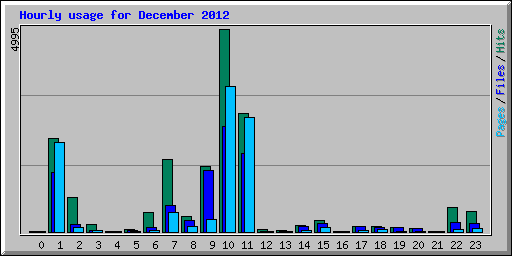 Hourly usage for December 2012
4995
Pages/Files/Hits
0 1 2 3 4 5 6 7 8 9 10 11 12 13 14 15 16 17 18 19 20 21 22 23